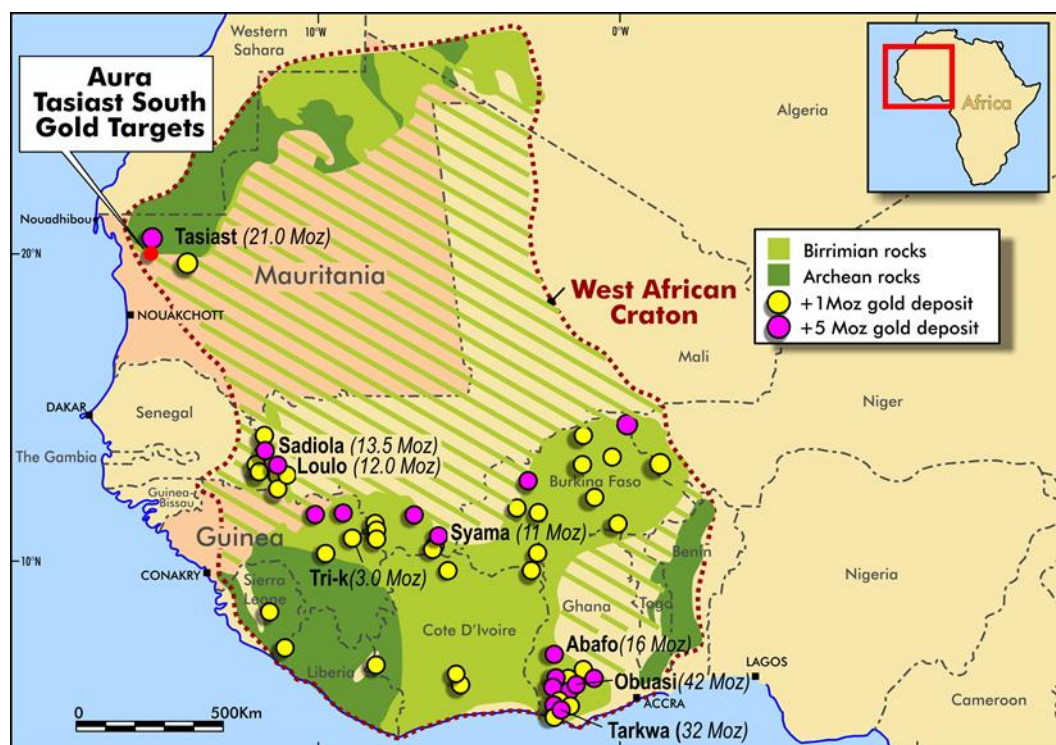 10°W
0°W
Western
Sahara
Aura
Tasiast South
Gold Targets
Algeria
Africa
Nouadhibou
Tasiast (21.0 Moz)
20°N
Mauritania
Birrimian rocks
Archean rocks
+1Moz gold deposit
+5 Moz gold deposit
West African
Craton
NOUAKCHOTT
Mali
DAKAR
Senegal
Niger
Sadiola (13.5 Moz)
The Gambia
Loulo (12.0 Moz)
Burkina Faso
Guinea-
Bissau
Guinea
Syama (11 Moz)
Benin
10°N
Tri-k (3.0 Moz)
CONAKRY
Sierra
Leone
Nigeria
Ghana
Togo
Cote D'Ivoire
Abafo (16 Moz)
Liberia
LAGOS
Obuasi (42 Moz)
ACCRA
Cameroon
0
500Km
Tarkwa (32 Moz)
10°W
0°W